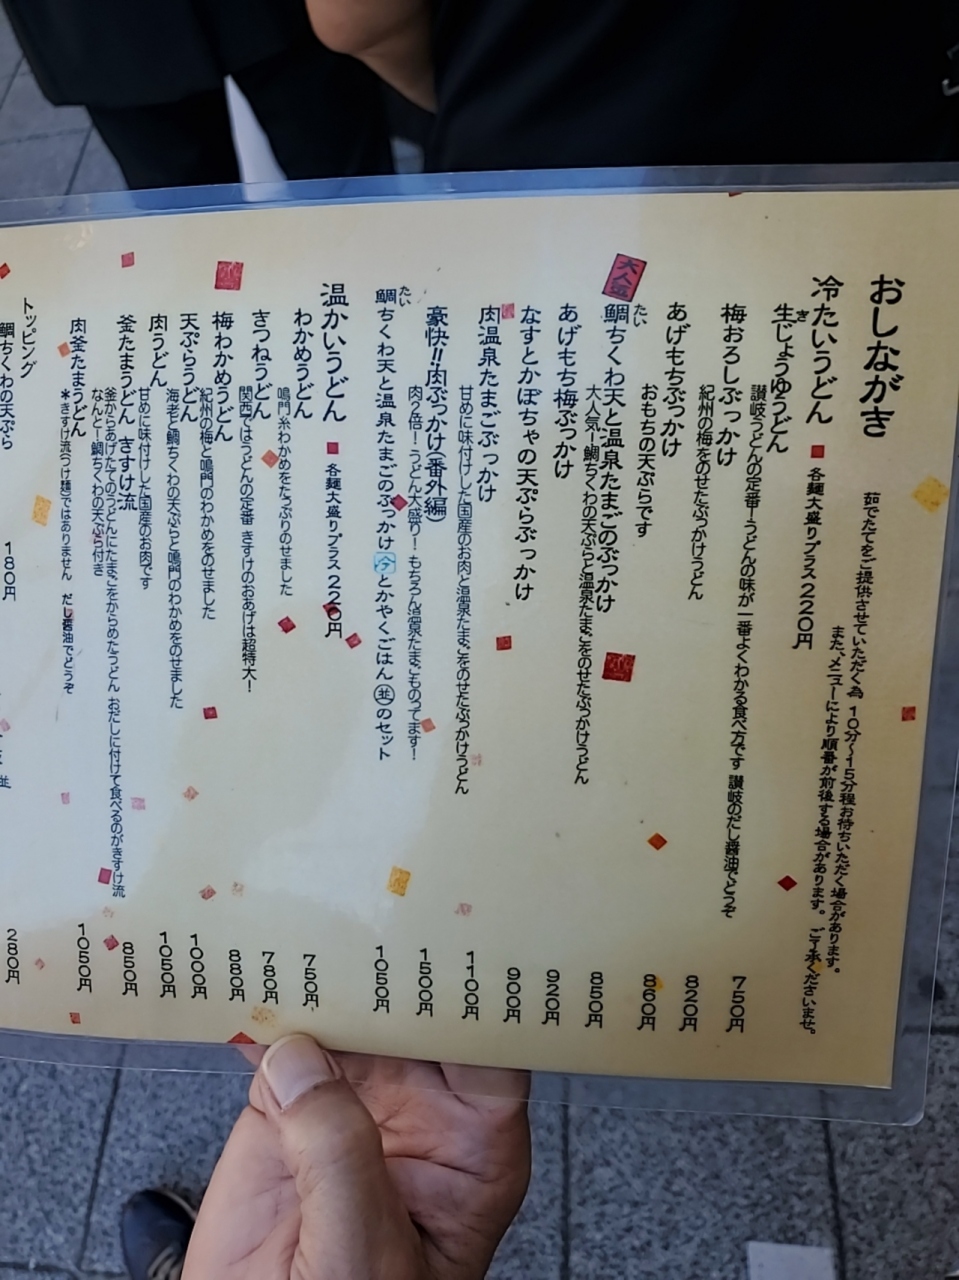 おしながき
茹でたてをご提供させていただく為 10分~15分程お待ちいただく場合があります。
また、メニューにより順番が前後する場合があります。 ご了承くださいませ。
冷たいうどん ■ 各麺大盛りプラス220円
生じょうゆうどん 750円
き
讃岐うどんの定番!うどんの味が一番よくわかる食べ方です 讃岐のだし醤油でどうぞ
梅おろしぶっかけ 820円
紀州の梅をのせたぶっかけうどん
あげもちぶっかけ 860円
おもちの天ぷらです
大人気
鯛ちくわ天と温泉たまごのぶっかけ 850円
たい
大人気!鯛ちくわの天ぷらと温泉たまごをのせたぶっかけうどん
あげもち梅ぶっかけ 920円
なすとかぼちゃの天ぷらぶっかけ 900円
肉温泉たまごぶっかけ 1100円
甘めに味付けした国産のお肉と温泉たまごをのせたぶっかけうどん
豪快!!肉ぶっかけ(番外編) 1500円
肉2倍!うどん大盛り!もちろん温泉たまごものってます!
鯛ちくわ天と温泉たまごのぶっかけ 冷 とかやくごはん 並 のセット 1050円
たい
温かいうどん ■ 各麺大盛りプラス220円
わかめうどん 750円
鳴門糸わかめをたっぷりのせました
きつねうどん 780円
関西ではうどんの定番 きすけのおあげは超特大!
梅わかめうどん 880円
紀州の梅と鳴門のわかめをのせました
天ぷらうどん 1000円
海老と鯛ちくわの天ぷらと鳴門のわかめをのせました
肉うどん 1050円
甘めに味付けした国産のお肉です
釜たまうどん きすけ流 850円
釜からあげたてのうどんにたまごをからめたうどん おだしに付けて食べるのがきすけ流
なんと!鯛ちくわの天ぷら付き
肉釜たまうどん 1050円
*きすけ流(つけ麺)ではありません だし醤油でどうぞ
トッピング
鯛ちくわの天ぷら 180円
280円
並